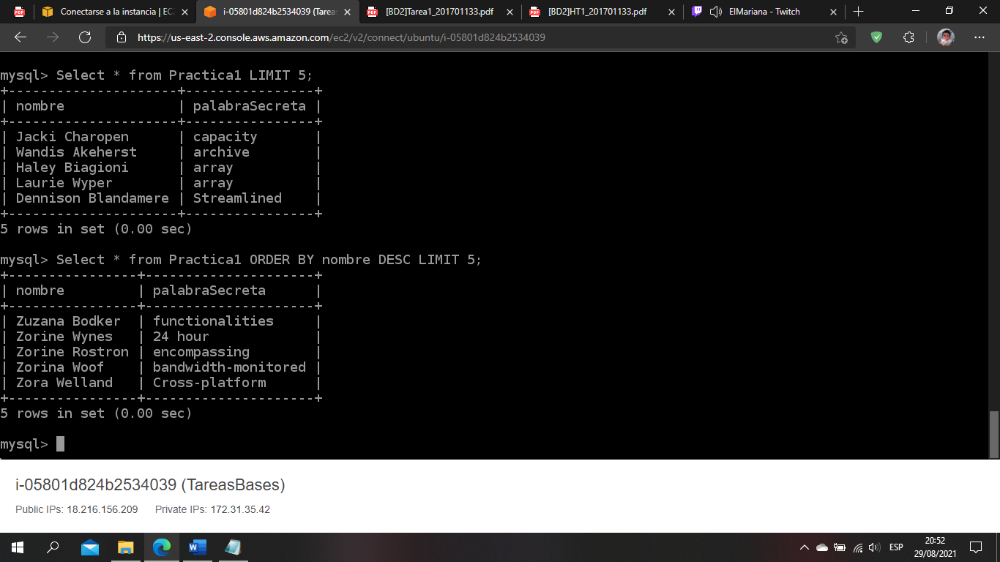 Conectarse a la instancia | EC
i-05801d824b2534039 (Tarea
[BD2]Tarea1_201701133.pdf
[BD2]HT1_201701133.pdf
ElMariana - Twitch
https://us-east-2.console.aws.amazon.com/ec2/v2/connect/ubuntu/i-05801d824b2534039
mysql> Select * from Practica1 LIMIT 5;
+---------------------+----------------+
| nombre              | palabraSecreta |
+---------------------+----------------+
| Jacki Charopen      | capacity       |
| Wandis Akeherst     | archive        |
| Haley Biagioni      | array          |
| Laurie Wyper        | array          |
| Dennison Blandamere | Streamlined    |
+---------------------+----------------+
5 rows in set (0.00 sec)
mysql> Select * from Practica1 ORDER BY nombre DESC LIMIT 5;
+----------------+---------------------+
| nombre         | palabraSecreta      |
+----------------+---------------------+
| Zuzana Bodker  | functionalities     |
| Zorine Wynes   | 24 hour             |
| Zorine Rostron | encompassing        |
| Zorina Woof    | bandwidth-monitored |
| Zora Welland   | Cross-platform      |
+----------------+---------------------+
5 rows in set (0.00 sec)
mysql>
i-05801d824b2534039 (TareasBases)
Public IPs: 18.216.156.209 Private IPs: 172.31.35.42
ESP
20:52
29/08/2021